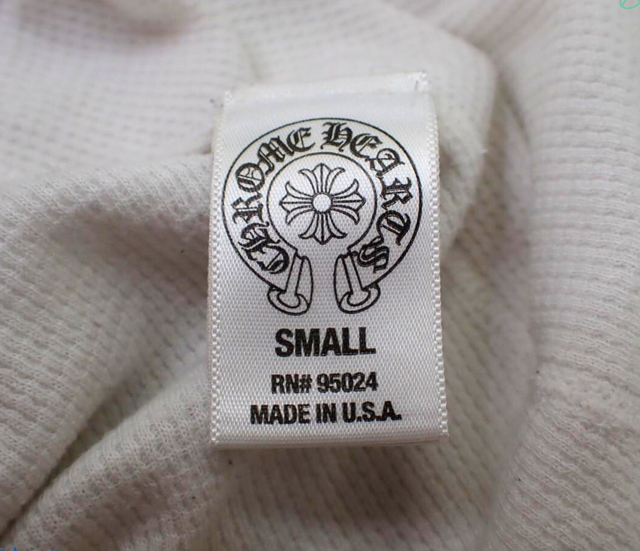 CHROME HEARTS
SMALL
RN# 95024
MADE IN U.S.A.